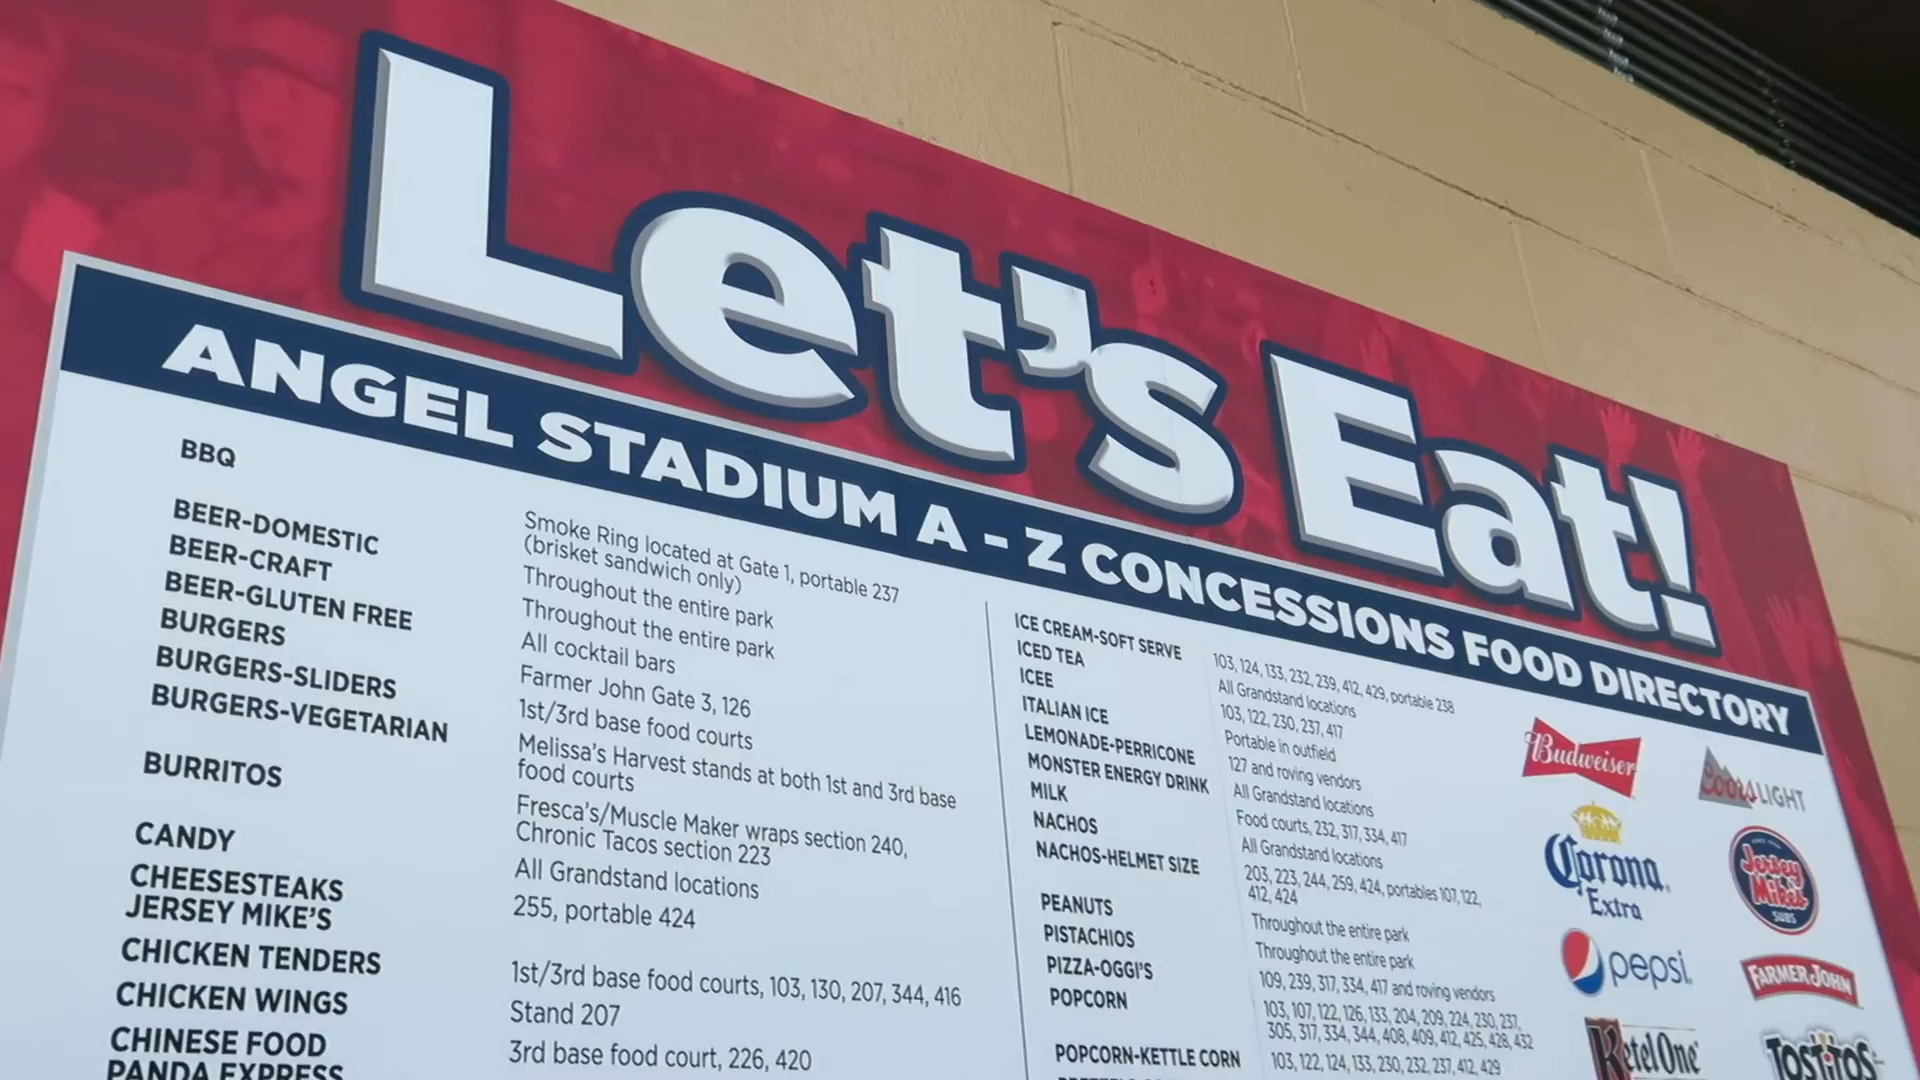 Let's Eat!
ANGEL STADIUM A - Z CONCESSIONS FOOD DIRECTORY
BBQ
Smoke Ring located at Gate 1, portable 237
(brisket sandwich only)
BEER-DOMESTIC
Throughout the entire park
BEER-CRAFT
Throughout the entire park
BEER-GLUTEN FREE
All cocktail bars
BURGERS
Farmer John Gate 3, 126
BURGERS-SLIDERS
1st/3rd base food courts
BURGERS-VEGETARIAN
Melissa's Harvest stands at both 1st and 3rd base
food courts
BURRITOS
Fresca's/Muscle Maker wraps section 240,
Chronic Tacos section 223
CANDY
All Grandstand locations
CHEESESTEAKS
JERSEY MIKE'S
255, portable 424
CHICKEN TENDERS
1st/3rd base food courts, 103, 130, 207, 344, 416
CHICKEN WINGS
Stand 207
CHINESE FOOD
PANDA EXPRESS
3rd base food court, 226, 420
ICE CREAM-SOFT SERVE
103, 124, 133, 232, 239, 412, 429, portable 238
ICED TEA
All Grandstand locations
ICEE
103, 122, 230, 237, 417
ITALIAN ICE
Portable in outfield
LEMONADE-PERRICONE
127 and roving vendors
MONSTER ENERGY DRINK
All Grandstand locations
MILK
Food courts, 232, 317, 334, 417
NACHOS
All Grandstand locations
NACHOS-HELMET SIZE
203, 223, 244, 259, 424, portables 107, 122,
412, 424
PEANUTS
Throughout the entire park
PISTACHIOS
Throughout the entire park
PIZZA-OGGI'S
109, 239, 317, 334, 417 and roving vendors
POPCORN
103, 107, 122, 126, 133, 204, 209, 224, 230, 237,
305, 317, 334, 344, 408, 409, 412, 425, 428, 432
POPCORN-KETTLE CORN
103, 122, 124, 133, 230, 232, 237, 412, 429
Budweiser
Coors LIGHT
Corona
Extra
Jersey
Mike's
SUBS
pepsi
FARMER JOHN
Ketel One
TOSTITOS